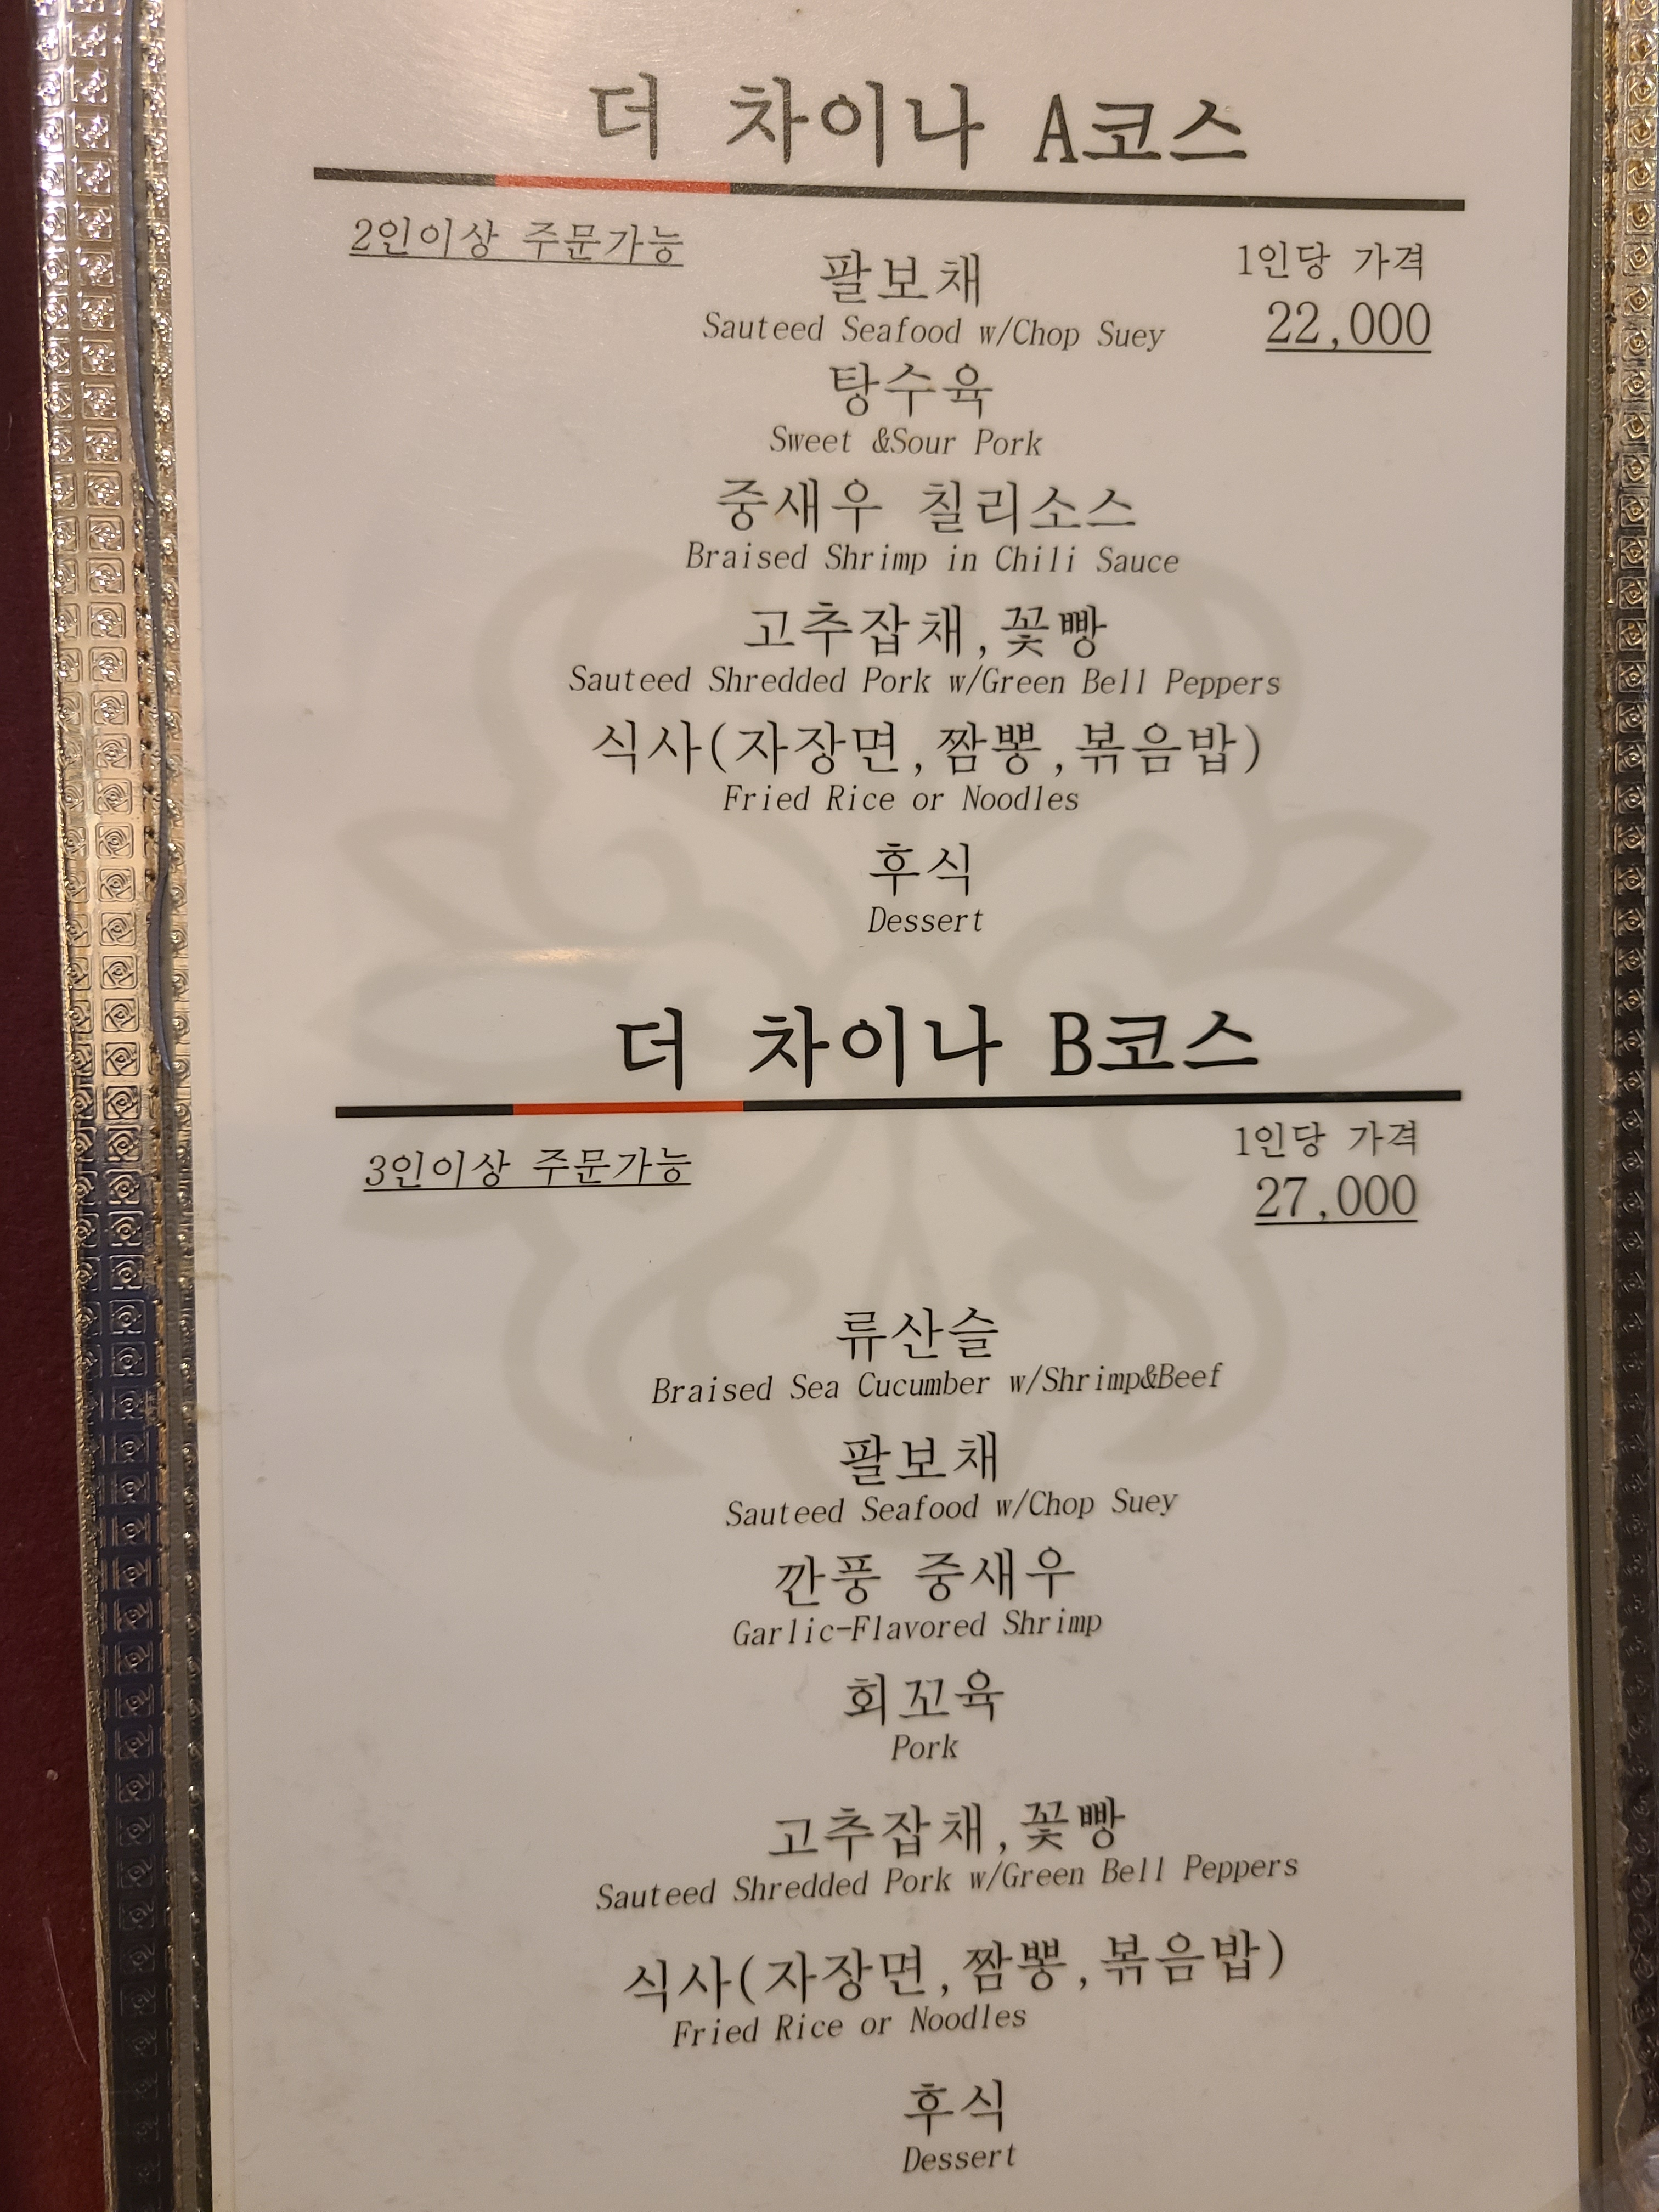 더 차이나 A코스
2인이상 주문가능
1인당 가격
22,000
팔보채
Sauteed Seafood w/Chop Suey
탕수육
Sweet &Sour Pork
중새우 칠리소스
Braised Shrimp in Chili Sauce
고추잡채,꽃빵
Sauteed Shredded Pork w/Green Bell Peppers
식사(자장면,짬뽕,볶음밥)
Fried Rice or Noodles
후식
Dessert
더 차이나 B코스
3인이상 주문가능
1인당 가격
27,000
류산슬
Braised Sea Cucumber w/Shrimp&Beef
팔보채
Sauteed Seafood w/Chop Suey
깐풍 중새우
Garlic-Flavored Shrimp
회꼬육
Pork
고추잡채,꽃빵
Sauteed Shredded Pork w/Green Bell Peppers
식사(자장면,짬뽕,볶음밥)
Fried Rice or Noodles
후식
Dessert